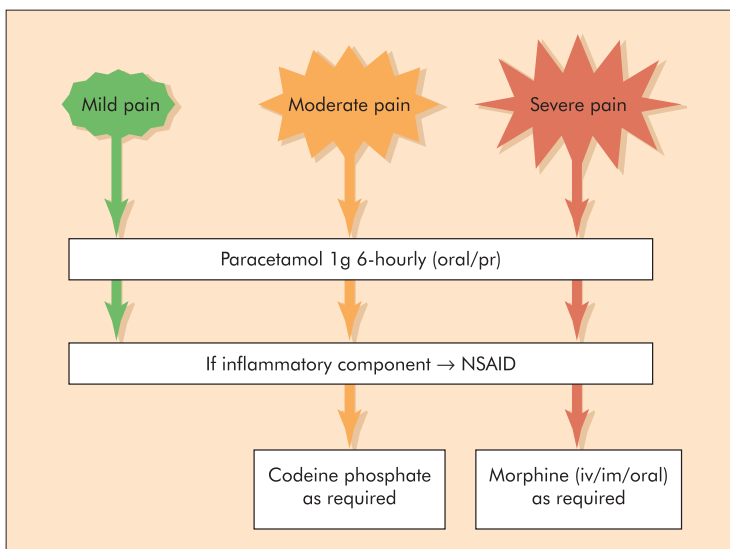 Mild pain
Moderate pain
Severe pain
Paracetamol 1g 6-hourly (oral/pr)
If inflammatory component → NSAID
Codeine phosphate
as required
Morphine (iv/im/oral)
as required